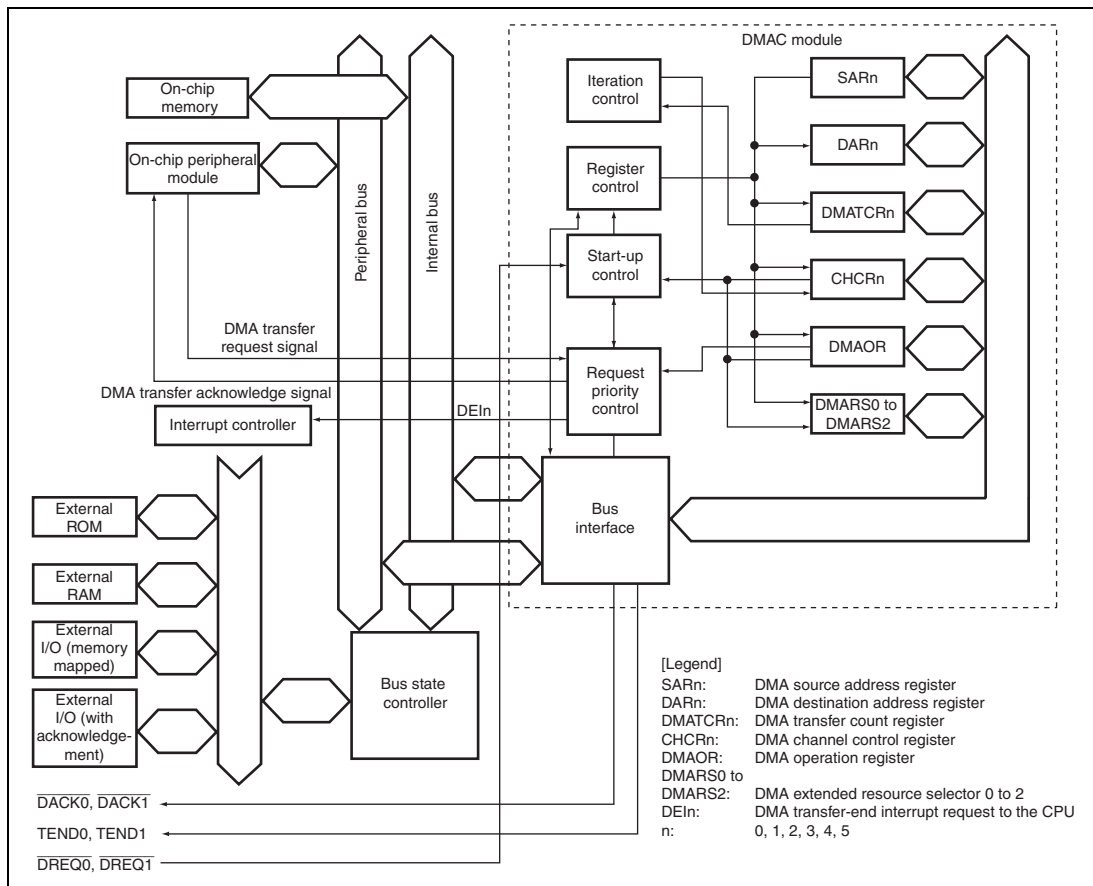 DMAC module
On-chip
memory
On-chip peripheral
module
Peripheral bus
Internal bus
Iteration
control
Register
control
Start-up
control
Request
priority
control
SARn
DARn
DMATCRn
CHCRn
DMAOR
DMARS0 to
DMARS2
DMA transfer
request signal
DMA transfer acknowledge signal
DEIn
Interrupt controller
Bus
interface
External
ROM
External
RAM
External
I/O (memory
mapped)
External
I/O (with
acknowledge-
ment)
Bus state
controller
DACK0, DACK1
TEND0, TEND1
DREQ0, DREQ1
[Legend]
SARn: DMA source address register
DARn: DMA destination address register
DMATCRn: DMA transfer count register
CHCRn: DMA channel control register
DMAOR: DMA operation register
DMARS0 to
DMARS2: DMA extended resource selector 0 to 2
DEIn: DMA transfer-end interrupt request to the CPU
n: 0, 1, 2, 3, 4, 5